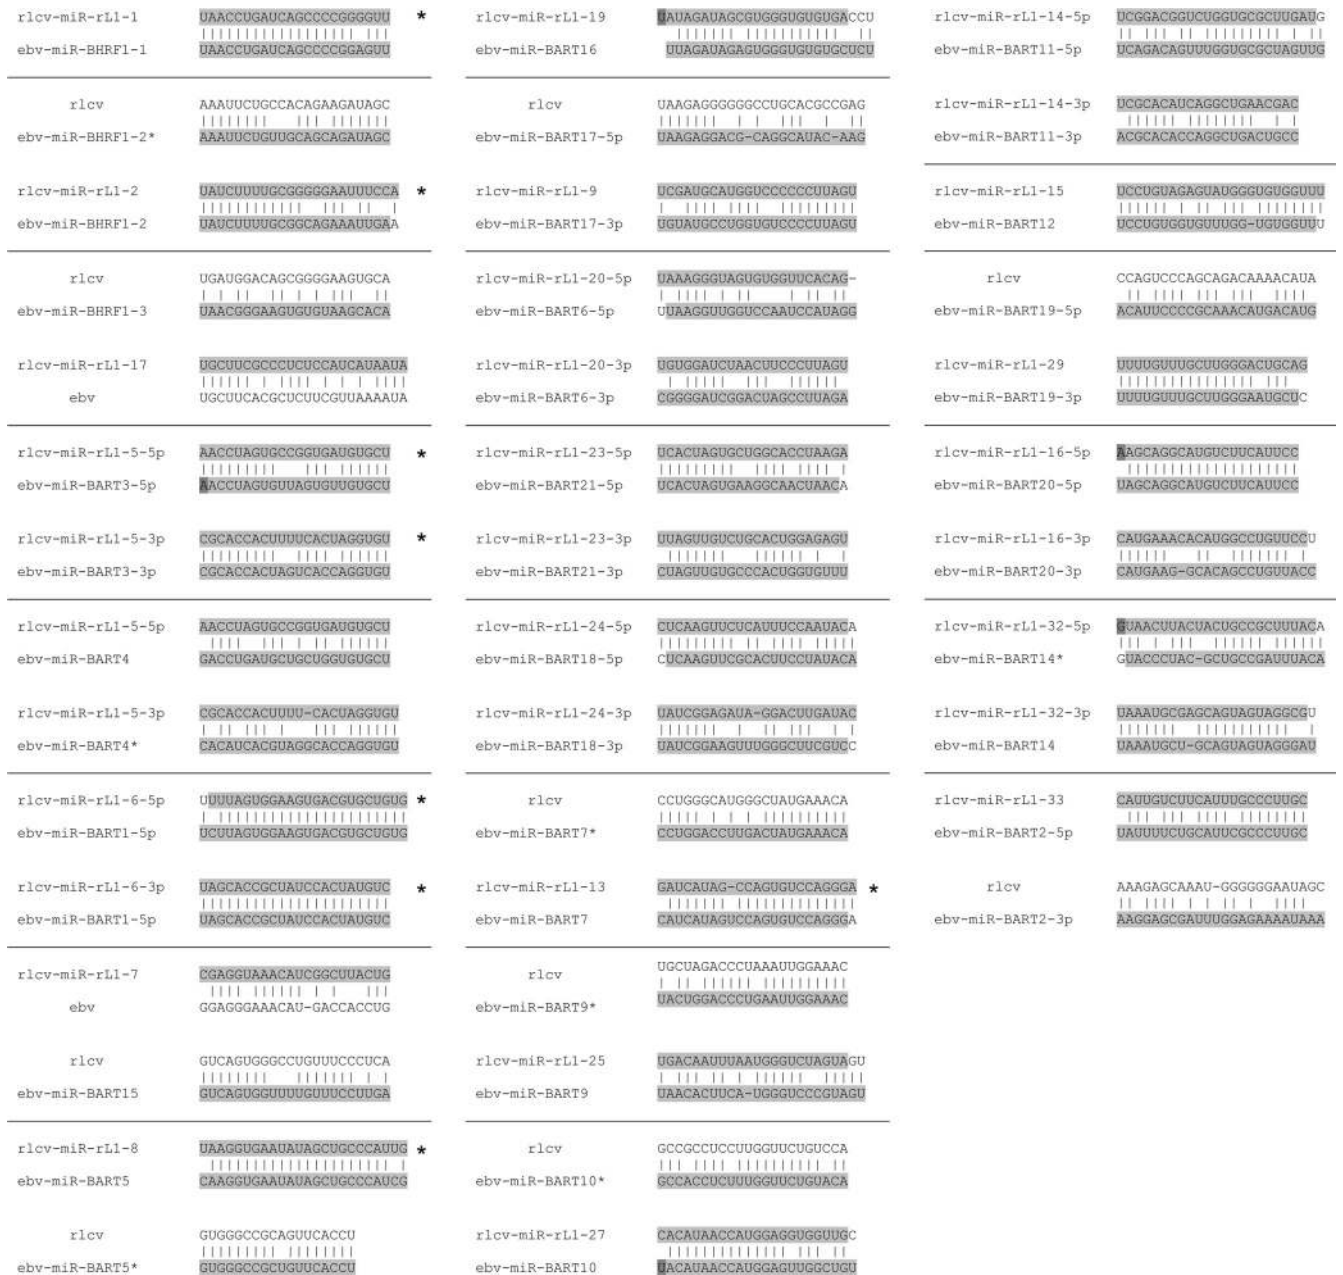 rlcv-miR-rL1-1 UAACCUGAUCAGCCCCGGGGUU *
ebv-miR-BHRF1-1 UAACCUGAUCAGCCCCGGAGUU
rlcv AAAUUCUGCCACAGAAGAUAGC
ebv-miR-BHRF1-2* AAAUUCUGUUGCAGCAGAUAGC
rlcv-miR-rL1-2 UAUCUUUUGCGGGGGAAUUUCCA *
ebv-miR-BHRF1-2 UAUCUUUUGCGGCAGAAAUUGAA
rlcv UGAUGGACAGCGGGGAAGUGCA
ebv-miR-BHRF1-3 UAACGGGAAGUGUGUAAGCACA
rlcv-miR-rL1-17 UGCUUCGCCCUCUCCAUCAUAAUA
ebv UGCUUCACGCUCUUCGUUAAAAUA
rlcv-miR-rL1-5-5p AACCUAGUGCCGGUGAUGUGCU *
ebv-miR-BART3-5p AACCUAGUGUUAGUGUUGUGCU
rlcv-miR-rL1-5-3p CGCACCACUUUUCACUAGGUGU *
ebv-miR-BART3-3p CGCACCACUAGUCACCAGGUGU
rlcv-miR-rL1-5-5p AACCUAGUGCCGGUGAUGUGCU
ebv-miR-BART4 GACCUGAUGCUGCUGGUGUGCU
rlcv-miR-rL1-5-3p CGCACCACUUUU-CACUAGGUGU
ebv-miR-BART4* CACAUCACGUAGGCACCAGGUGU
rlcv-miR-rL1-6-5p UUUUAGUGGAAGUGACGUGCUGUG *
ebv-miR-BART1-5p UCUUAGUGGAAGUGACGUGCUGUG
rlcv-miR-rL1-6-3p UAGCACCGCUAUCCACUAUGUC *
ebv-miR-BART1-5p UAGCACCGCUAUCCACUAUGUC
rlcv-miR-rL1-7 CGAGGUAAACAUCGGCUUACUG
ebv GGAGGGAAACAU-GACCACCUG
rlcv GUCAGUGGGCCUGUUUCCCUCA
ebv-miR-BART15 GUCAGUGGUUUUGUUUCCUUGA
rlcv-miR-rL1-8 UAAGGUGAAUAUAGCUGCCCAUUG *
ebv-miR-BART5 CAAGGUGAAUAUAGCUGCCCAUCG
rlcv GUGGGCCGCAGUUCACCU
ebv-miR-BART5* GUGGGCCGCUGUUCACCU
rlcv-miR-rL1-19 UAUAGAUAGCGUGGGUGUGUGACCU
ebv-miR-BART16 UUAGAUAGAGUGGGUGUGUGCUCU
rlcv UAAGAGGGGGGCCUGCACGCCGAG
ebv-miR-BART17-5p UAAGAGGACG-CAGGCAUAC-AAG
rlcv-miR-rL1-9 UCGAUGCAUGGUCCCCCCUUAGU
ebv-miR-BART17-3p UGUAUGCCUGGUGUCCCCUUAGU
rlcv-miR-rL1-20-5p UAAAGGGUAGUGUGGUUCACAG-
ebv-miR-BART6-5p UUAAGGUUGGUCCAAUCCAUAGG
rlcv-miR-rL1-20-3p UGUGGAUCUAACUUCCCUUAGU
ebv-miR-BART6-3p CGGGGAUCGGACUAGCCUUAGA
rlcv-miR-rL1-23-5p UCACUAGUGCUGGCACCUAAGA
ebv-miR-BART21-5p UCACUAGUGAAGGCAACUAACA
rlcv-miR-rL1-23-3p UUAGUUGUCUGCACUGGAGAGU
ebv-miR-BART21-3p CUAGUUGUGCCCACUGGUGUUU
rlcv-miR-rL1-24-5p CUCAAGUUCUCAUUUCCAAUACA
ebv-miR-BART18-5p CUCAAGUUCGCACUUCCUAUACA
rlcv-miR-rL1-24-3p UAUCGGAGAUA-GGACUUGAUAC
ebv-miR-BART18-3p UAUCGGAAGUUUGGGCUUCGUCC
rlcv CCUGGGCAUGGGCUAUGAAACA
ebv-miR-BART7* CCUGGACCUUGACUAUGAAACA
rlcv-miR-rL1-13 GAUCAUAG-CCAGUGUCCAGGGA *
ebv-miR-BART7 CAUCAUAGUCCAGUGUCCAGGGA
rlcv UGCUAGACCCUAAAUUGGAAAC
ebv-miR-BART9* UACUGGACCCUGAAUUGGAAAC
rlcv-miR-rL1-25 UGACAAUUUAAUGGGUCUAGUAGU
ebv-miR-BART9 UAACACUUCA-UGGGUCCCGUAGU
rlcv GCCGCCUCCUUGGUUCUGUCCA
ebv-miR-BART10* GCCACCUCUUUGGUUCUGUACA
rlcv-miR-rL1-27 CACAUAACCAUGGAGGUGGUUGC
ebv-miR-BART10 UACAUAACCAUGGAGUUGGCUGU
rlcv-miR-rL1-14-5p UCGGACGGUCUGGUGCGCUUGAUG
ebv-miR-BART11-5p UCAGACAGUUUGGUGCGCUAGUUG
rlcv-miR-rL1-14-3p UCGCACAUCAGGCUGAACGAC
ebv-miR-BART11-3p ACGCACACCAGGCUGACUGCC
rlcv-miR-rL1-15 UCCUGUAGAGUAUGGGUGUGGUUU
ebv-miR-BART12 UCCUGUGGUGUUUGG-UGUGGUUU
rlcv CCAGUCCCAGCAGACAAAACAUA
ebv-miR-BART19-5p ACAUUCCCCGCAAACAUGACAUG
rlcv-miR-rL1-29 UUUUGUUUGCUUGGGACUGCAG
ebv-miR-BART19-3p UUUUGUUUGCUUGGGAAUGCUC
rlcv-miR-rL1-16-5p AAGCAGGCAUGUCUUCAUUCC
ebv-miR-BART20-5p UAGCAGGCAUGUCUUCAUUCC
rlcv-miR-rL1-16-3p CAUGAAACACAUGGCCUGUUCCU
ebv-miR-BART20-3p CAUGAAG-GCACAGCCUGUUACC
rlcv-miR-rL1-32-5p GUAACUUACUACUGCCGCUUUACA
ebv-miR-BART14* GUACCCUAC-GCUGCCGAUUUACA
rlcv-miR-rL1-32-3p UAAAUGCGAGCAGUAGUAGGCGU
ebv-miR-BART14 UAAAUGCU-GCAGUAGUAGGGAU
rlcv-miR-rL1-33 CAUUGUCUUCAUUUGCCCUUGC
ebv-miR-BART2-5p UAUUUUCUGCAUUCGCCCUUGC
rlcv AAAGAGCAAAU-GGGGGGAAUAGC
ebv-miR-BART2-3p AAGGAGCGAUUUGGAGAAAAUAAA